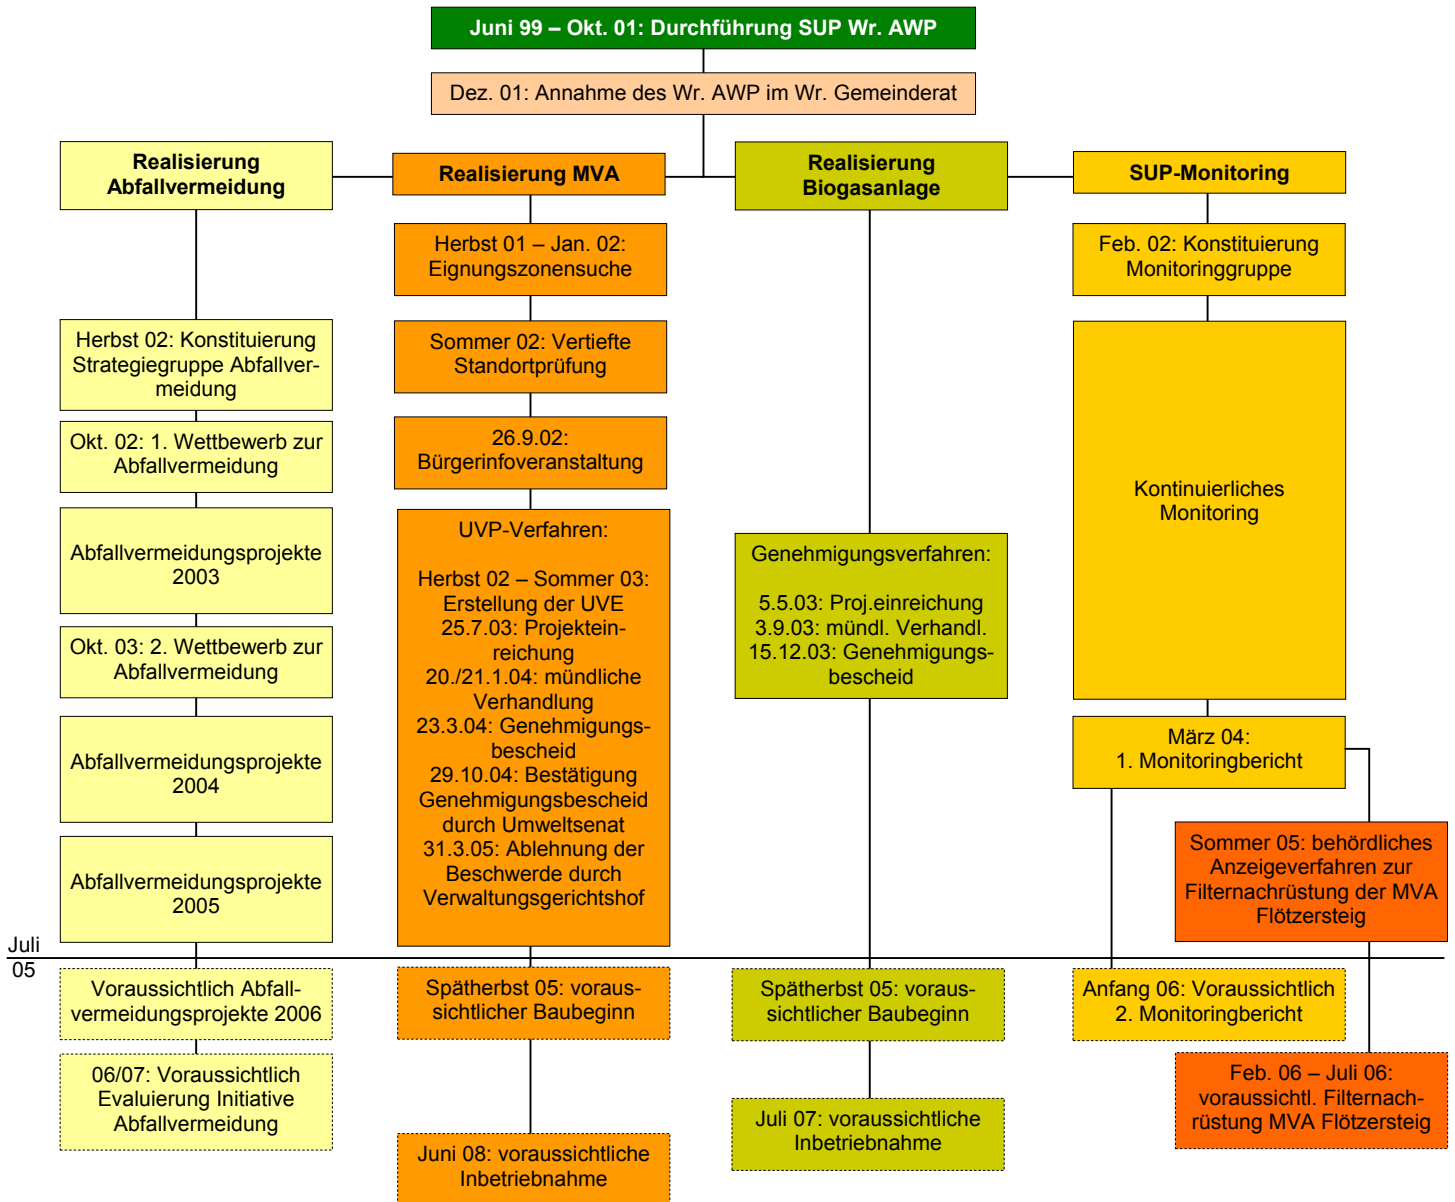 Juni 99 – Okt. 01: Durchführung SUP Wr. AWP
Dez. 01: Annahme des Wr. AWP im Wr. Gemeinderat
Realisierung
Abfallvermeidung
Herbst 02: Konstituierung
Strategiegruppe Abfallver-
meidung
Okt. 02: 1. Wettbewerb zur
Abfallvermeidung
Abfallvermeidungsprojekte
2003
Okt. 03: 2. Wettbewerb zur
Abfallvermeidung
Abfallvermeidungsprojekte
2004
Abfallvermeidungsprojekte
2005
Realisierung MVA
Herbst 01 – Jan. 02:
Eignungszonensuche
Sommer 02: Vertiefte
Standortprüfung
26.9.02:
Bürgerinfoveranstaltung
UVP-Verfahren:
Herbst 02 – Sommer 03:
Erstellung der UVE
25.7.03: Projektein-
reichung
20./21.1.04: mündliche
Verhandlung
23.3.04: Genehmigungs-
bescheid
29.10.04: Bestätigung
Genehmigungsbescheid
durch Umweltsenat
31.3.05: Ablehnung der
Beschwerde durch
Verwaltungsgerichtshof
Realisierung
Biogasanlage
Genehmigungsverfahren:
5.5.03: Proj.einreichung
3.9.03: mündl. Verhandl.
15.12.03: Genehmigungs-
bescheid
SUP-Monitoring
Feb. 02: Konstituierung
Monitoringgruppe
Kontinuierliches
Monitoring
März 04:
1. Monitoringbericht
Sommer 05: behördliches
Anzeigeverfahren zur
Filternachrüstung der MVA
Flötzersteig
Juli
05
Voraussichtlich Abfall-
vermeidungsprojekte 2006
06/07: Voraussichtlich
Evaluierung Initiative
Abfallvermeidung
Spätherbst 05: voraus-
sichtlicher Baubeginn
Juni 08: voraussichtliche
Inbetriebnahme
Spätherbst 05: voraus-
sichtlicher Baubeginn
Juli 07: voraussichtliche
Inbetriebnahme
Anfang 06: Voraussichtlich
2. Monitoringbericht
Feb. 06 – Juli 06:
voraussichtl. Filternach-
rüstung MVA Flötzersteig